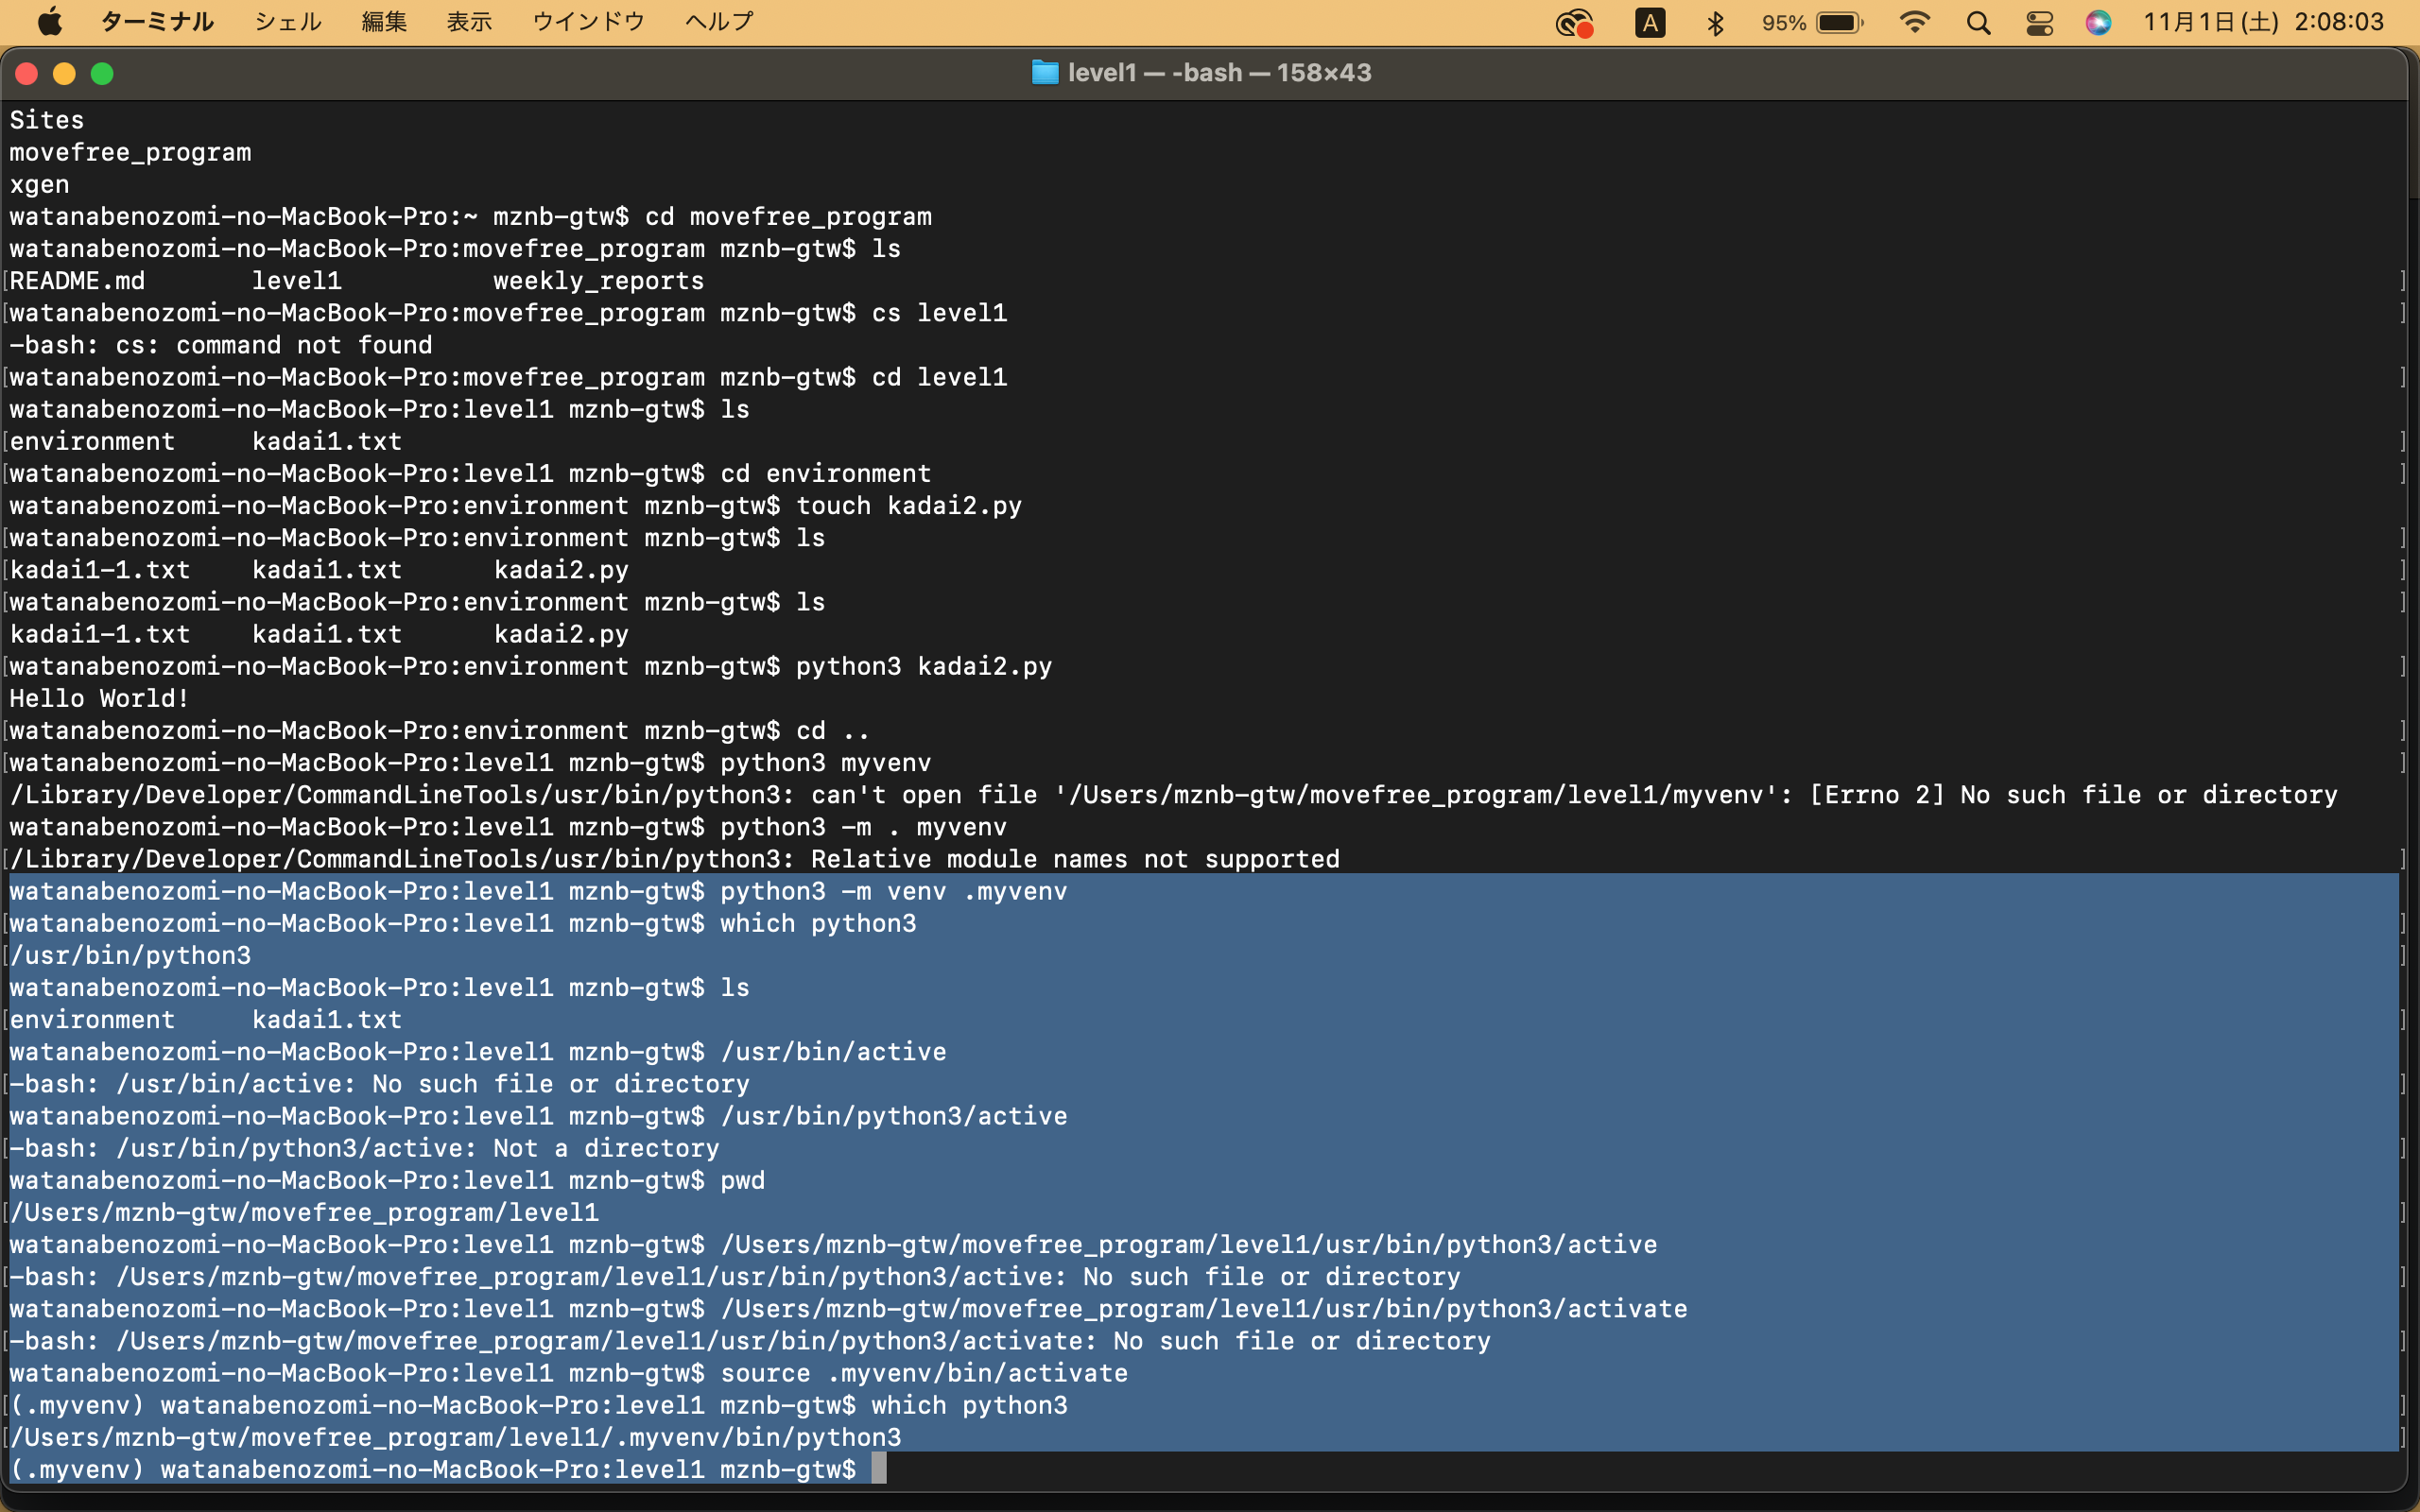 ターミナル シェル 編集 表示 ウインドウ ヘルプ A 95% 11月1日(土) 2:08:03
level1 — -bash — 158×43
Sites
movefree_program
xgen
watanabenozomi-no-MacBook-Pro:~ mznb-gtw$ cd movefree_program
watanabenozomi-no-MacBook-Pro:movefree_program mznb-gtw$ ls
[README.md level1 weekly_reports ]
[watanabenozomi-no-MacBook-Pro:movefree_program mznb-gtw$ cs level1 ]
-bash: cs: command not found
[watanabenozomi-no-MacBook-Pro:movefree_program mznb-gtw$ cd level1 ]
watanabenozomi-no-MacBook-Pro:level1 mznb-gtw$ ls
[environment kadai1.txt ]
[watanabenozomi-no-MacBook-Pro:level1 mznb-gtw$ cd environment ]
watanabenozomi-no-MacBook-Pro:environment mznb-gtw$ touch kadai2.py
[watanabenozomi-no-MacBook-Pro:environment mznb-gtw$ ls ]
[kadai1-1.txt kadai1.txt kadai2.py ]
[watanabenozomi-no-MacBook-Pro:environment mznb-gtw$ ls ]
kadai1-1.txt kadai1.txt kadai2.py
[watanabenozomi-no-MacBook-Pro:environment mznb-gtw$ python3 kadai2.py ]
Hello World!
[watanabenozomi-no-MacBook-Pro:environment mznb-gtw$ cd .. ]
[watanabenozomi-no-MacBook-Pro:level1 mznb-gtw$ python3 myvenv ]
/Library/Developer/CommandLineTools/usr/bin/python3: can't open file '/Users/mznb-gtw/movefree_program/level1/myvenv': [Errno 2] No such file or directory
watanabenozomi-no-MacBook-Pro:level1 mznb-gtw$ python3 -m . myvenv
[/Library/Developer/CommandLineTools/usr/bin/python3: Relative module names not supported ]
watanabenozomi-no-MacBook-Pro:level1 mznb-gtw$ python3 -m venv .myvenv
[watanabenozomi-no-MacBook-Pro:level1 mznb-gtw$ which python3 ]
[/usr/bin/python3 ]
watanabenozomi-no-MacBook-Pro:level1 mznb-gtw$ ls
[environment kadai1.txt ]
watanabenozomi-no-MacBook-Pro:level1 mznb-gtw$ /usr/bin/active
[-bash: /usr/bin/active: No such file or directory ]
watanabenozomi-no-MacBook-Pro:level1 mznb-gtw$ /usr/bin/python3/active
[-bash: /usr/bin/python3/active: Not a directory ]
watanabenozomi-no-MacBook-Pro:level1 mznb-gtw$ pwd
[/Users/mznb-gtw/movefree_program/level1 ]
watanabenozomi-no-MacBook-Pro:level1 mznb-gtw$ /Users/mznb-gtw/movefree_program/level1/usr/bin/python3/active
[-bash: /Users/mznb-gtw/movefree_program/level1/usr/bin/python3/active: No such file or directory ]
watanabenozomi-no-MacBook-Pro:level1 mznb-gtw$ /Users/mznb-gtw/movefree_program/level1/usr/bin/python3/activate
[-bash: /Users/mznb-gtw/movefree_program/level1/usr/bin/python3/activate: No such file or directory ]
watanabenozomi-no-MacBook-Pro:level1 mznb-gtw$ source .myvenv/bin/activate
[(.myvenv) watanabenozomi-no-MacBook-Pro:level1 mznb-gtw$ which python3 ]
[/Users/mznb-gtw/movefree_program/level1/.myvenv/bin/python3 ]
(.myvenv) watanabenozomi-no-MacBook-Pro:level1 mznb-gtw$